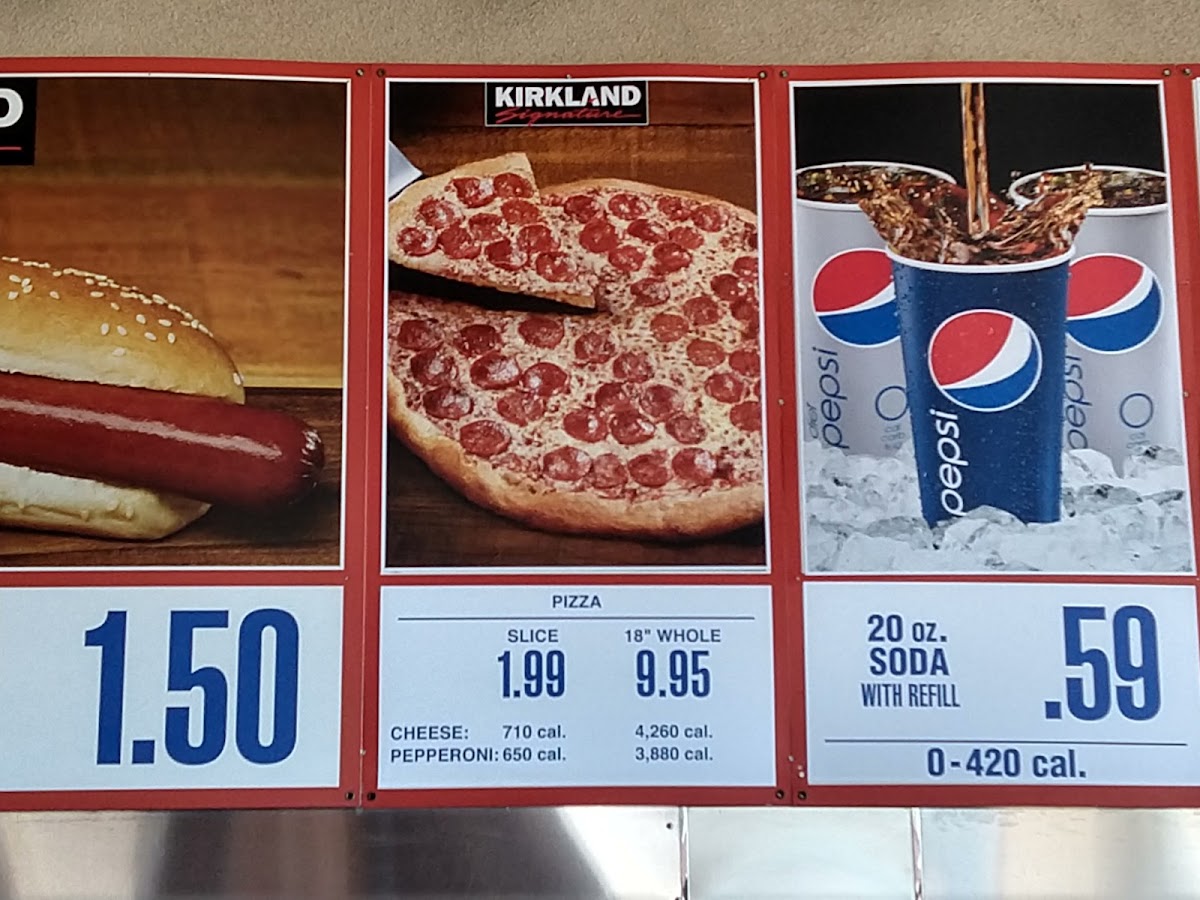 KIRKLAND
Signature
pepsi
diet
pepsi
pepsi
1.50
PIZZA
SLICE 18" WHOLE
1.99 9.95
CHEESE: 710 cal. 4,260 cal.
PEPPERONI: 650 cal. 3,880 cal.
20 oz.
SODA
WITH REFILL
.59
0-420 cal.